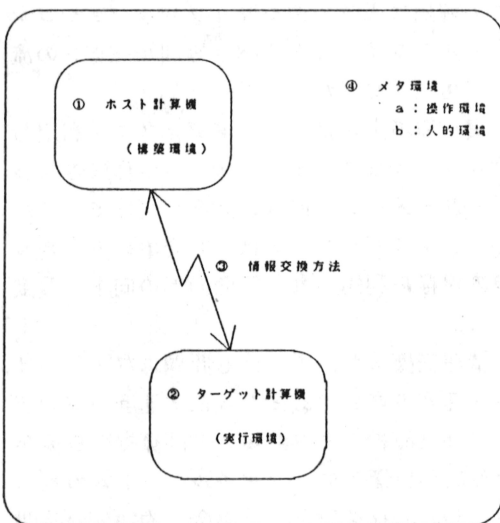 ① ホスト計算機
(構築環境)
④ メタ環境
a：操作環境
b：人的環境
③ 情報交換方法
② ターゲット計算機
(実行環境)